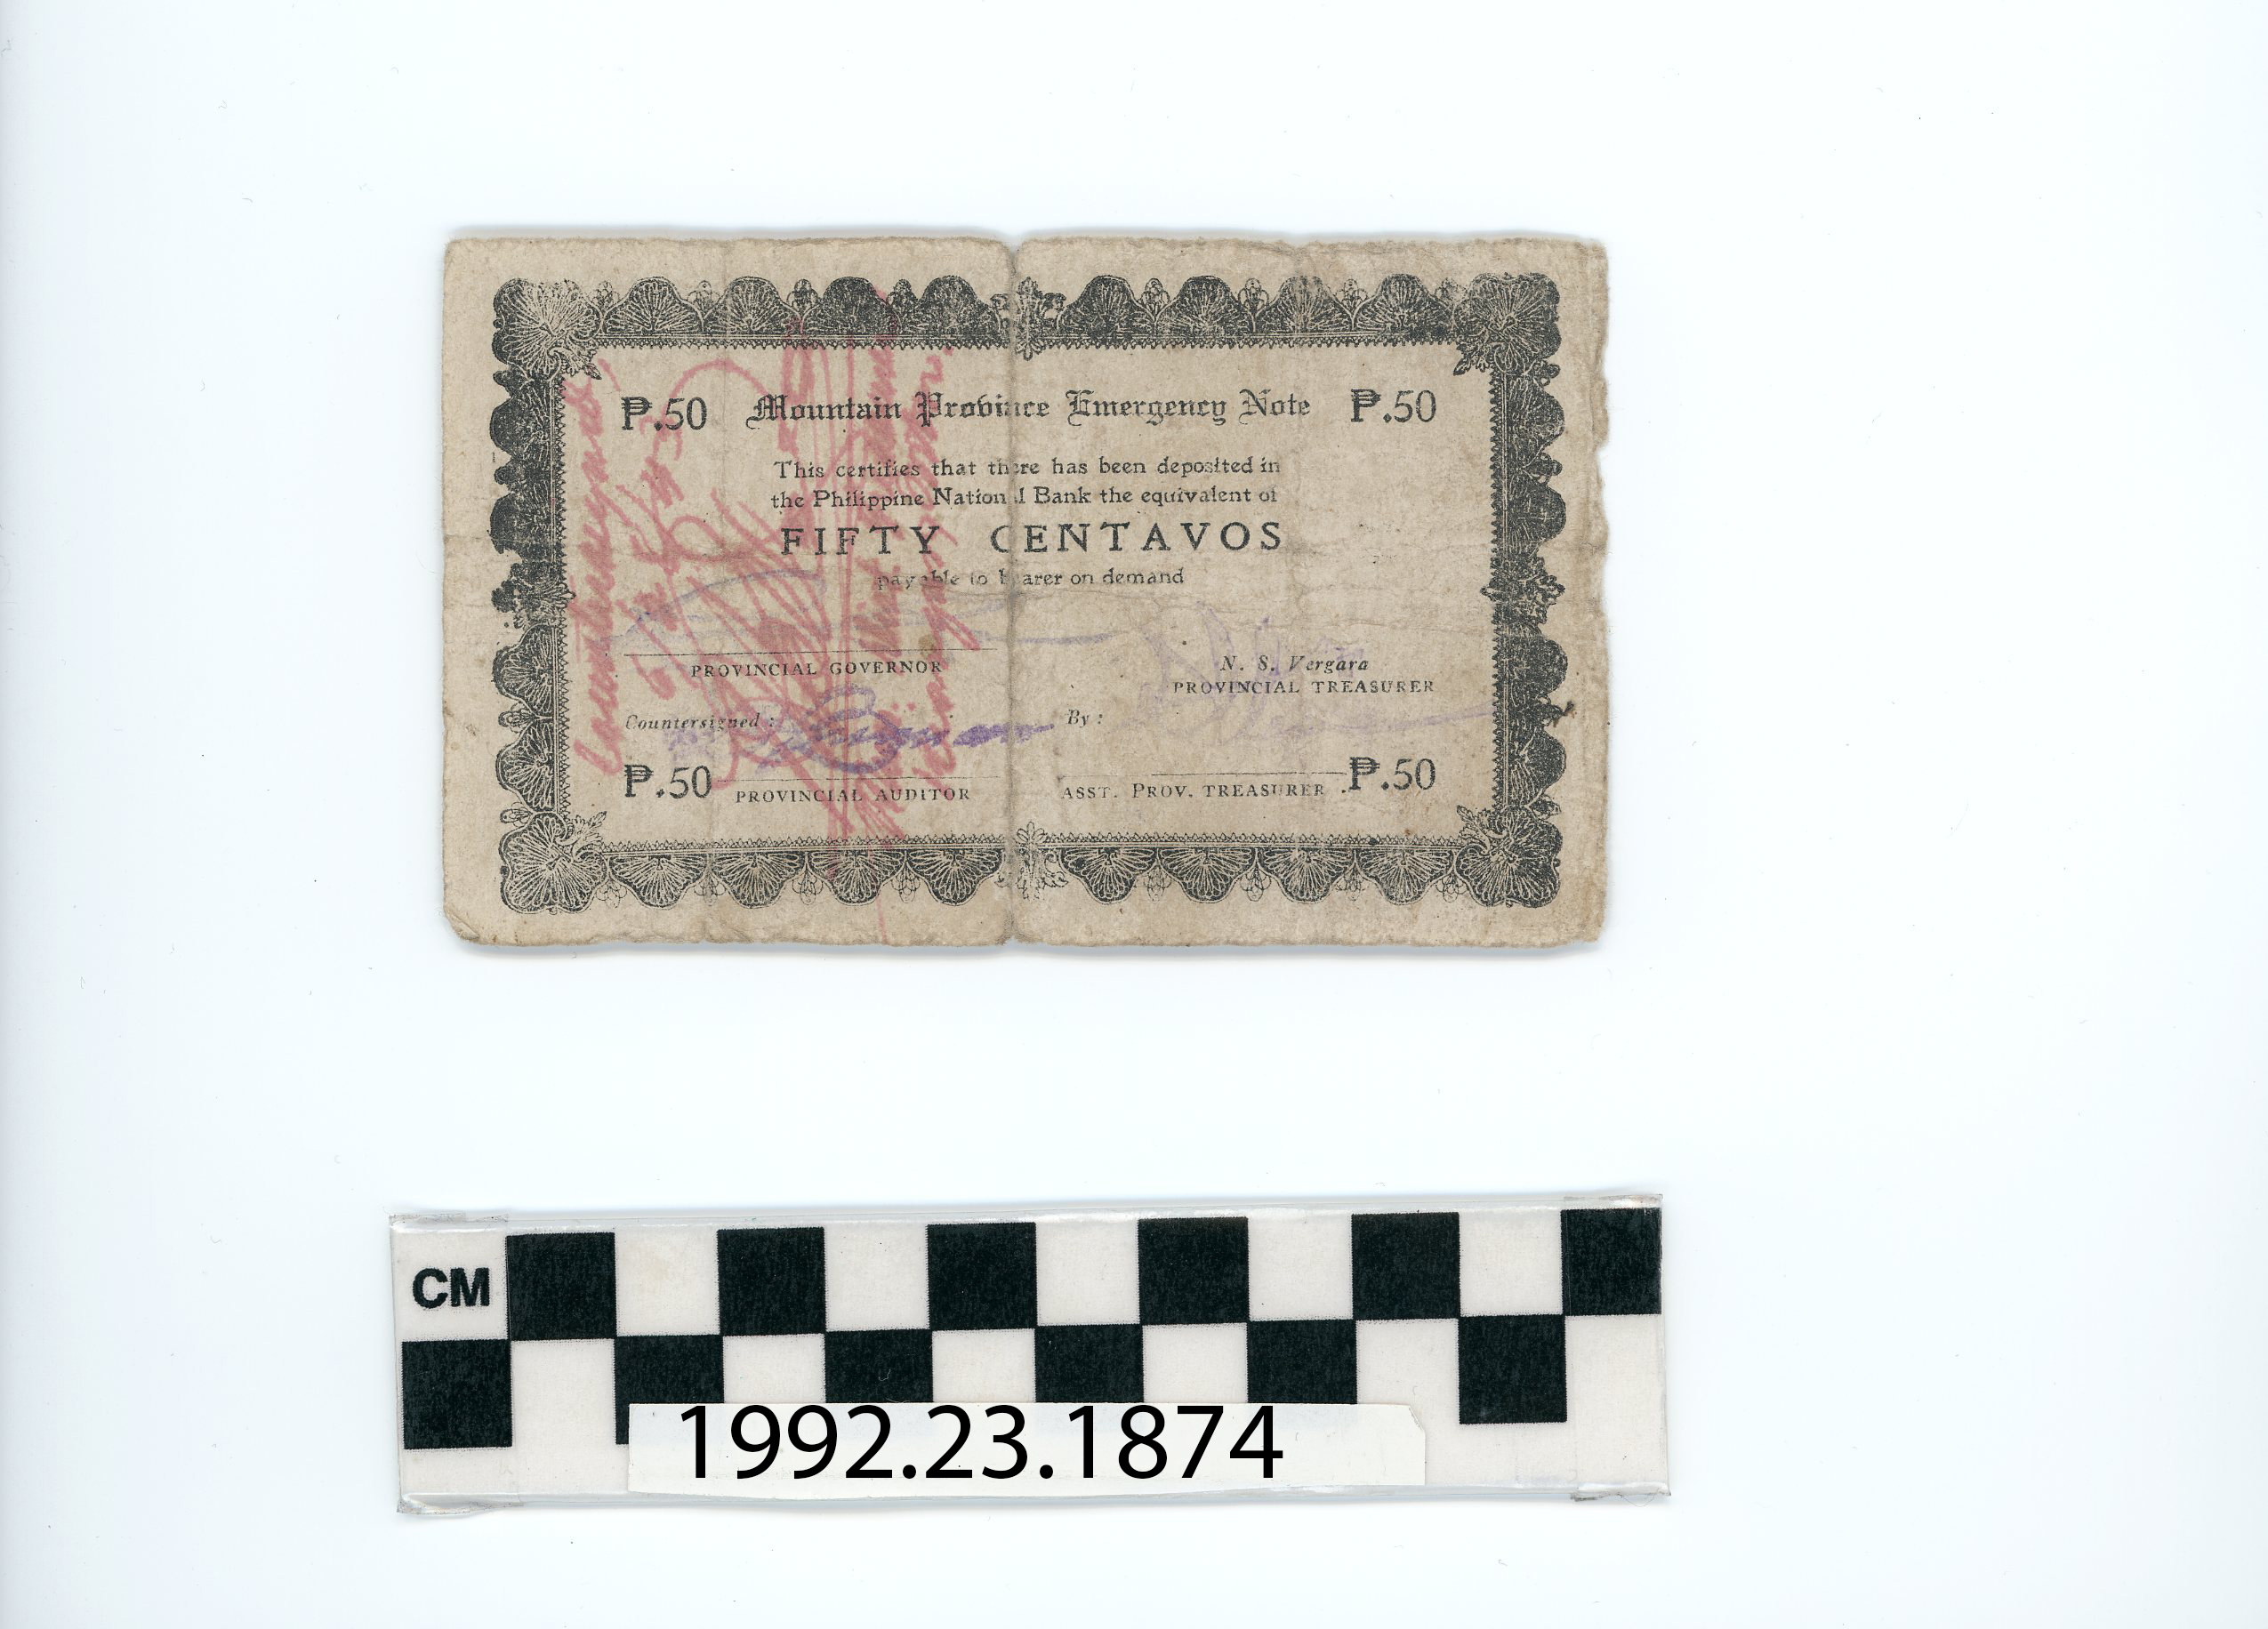 ₱.50 Mountain Province Emergency Note ₱.50
This certifies that there has been deposited in
the Philippine National Bank the equivalent of
FIFTY CENTAVOS
payable to bearer on demand
PROVINCIAL GOVERNOR
N. S. Vergara
PROVINCIAL TREASURER
Countersigned :
By :
₱.50 PROVINCIAL AUDITOR
ASST. PROV. TREASURER ₱.50
Countersigned
CM
1992.23.1874